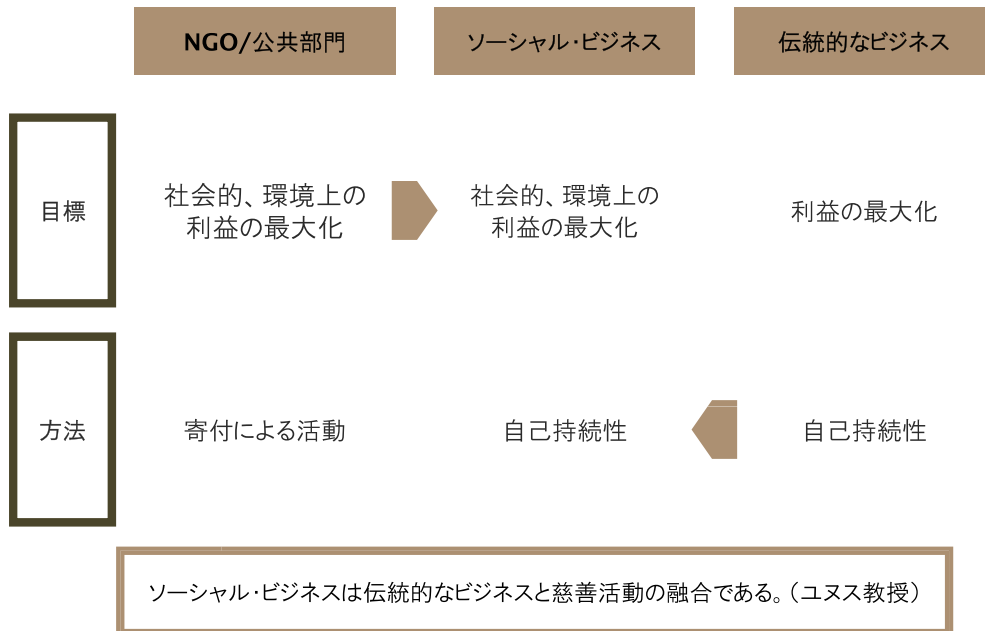 NGO/公共部門
ソーシャル・ビジネス
伝統的なビジネス
目標
社会的、環境上の
利益の最大化
社会的、環境上の
利益の最大化
利益の最大化
方法
寄付による活動
自己持続性
自己持続性
ソーシャル・ビジネスは伝統的なビジネスと慈善活動の融合である。（ユヌス教授）